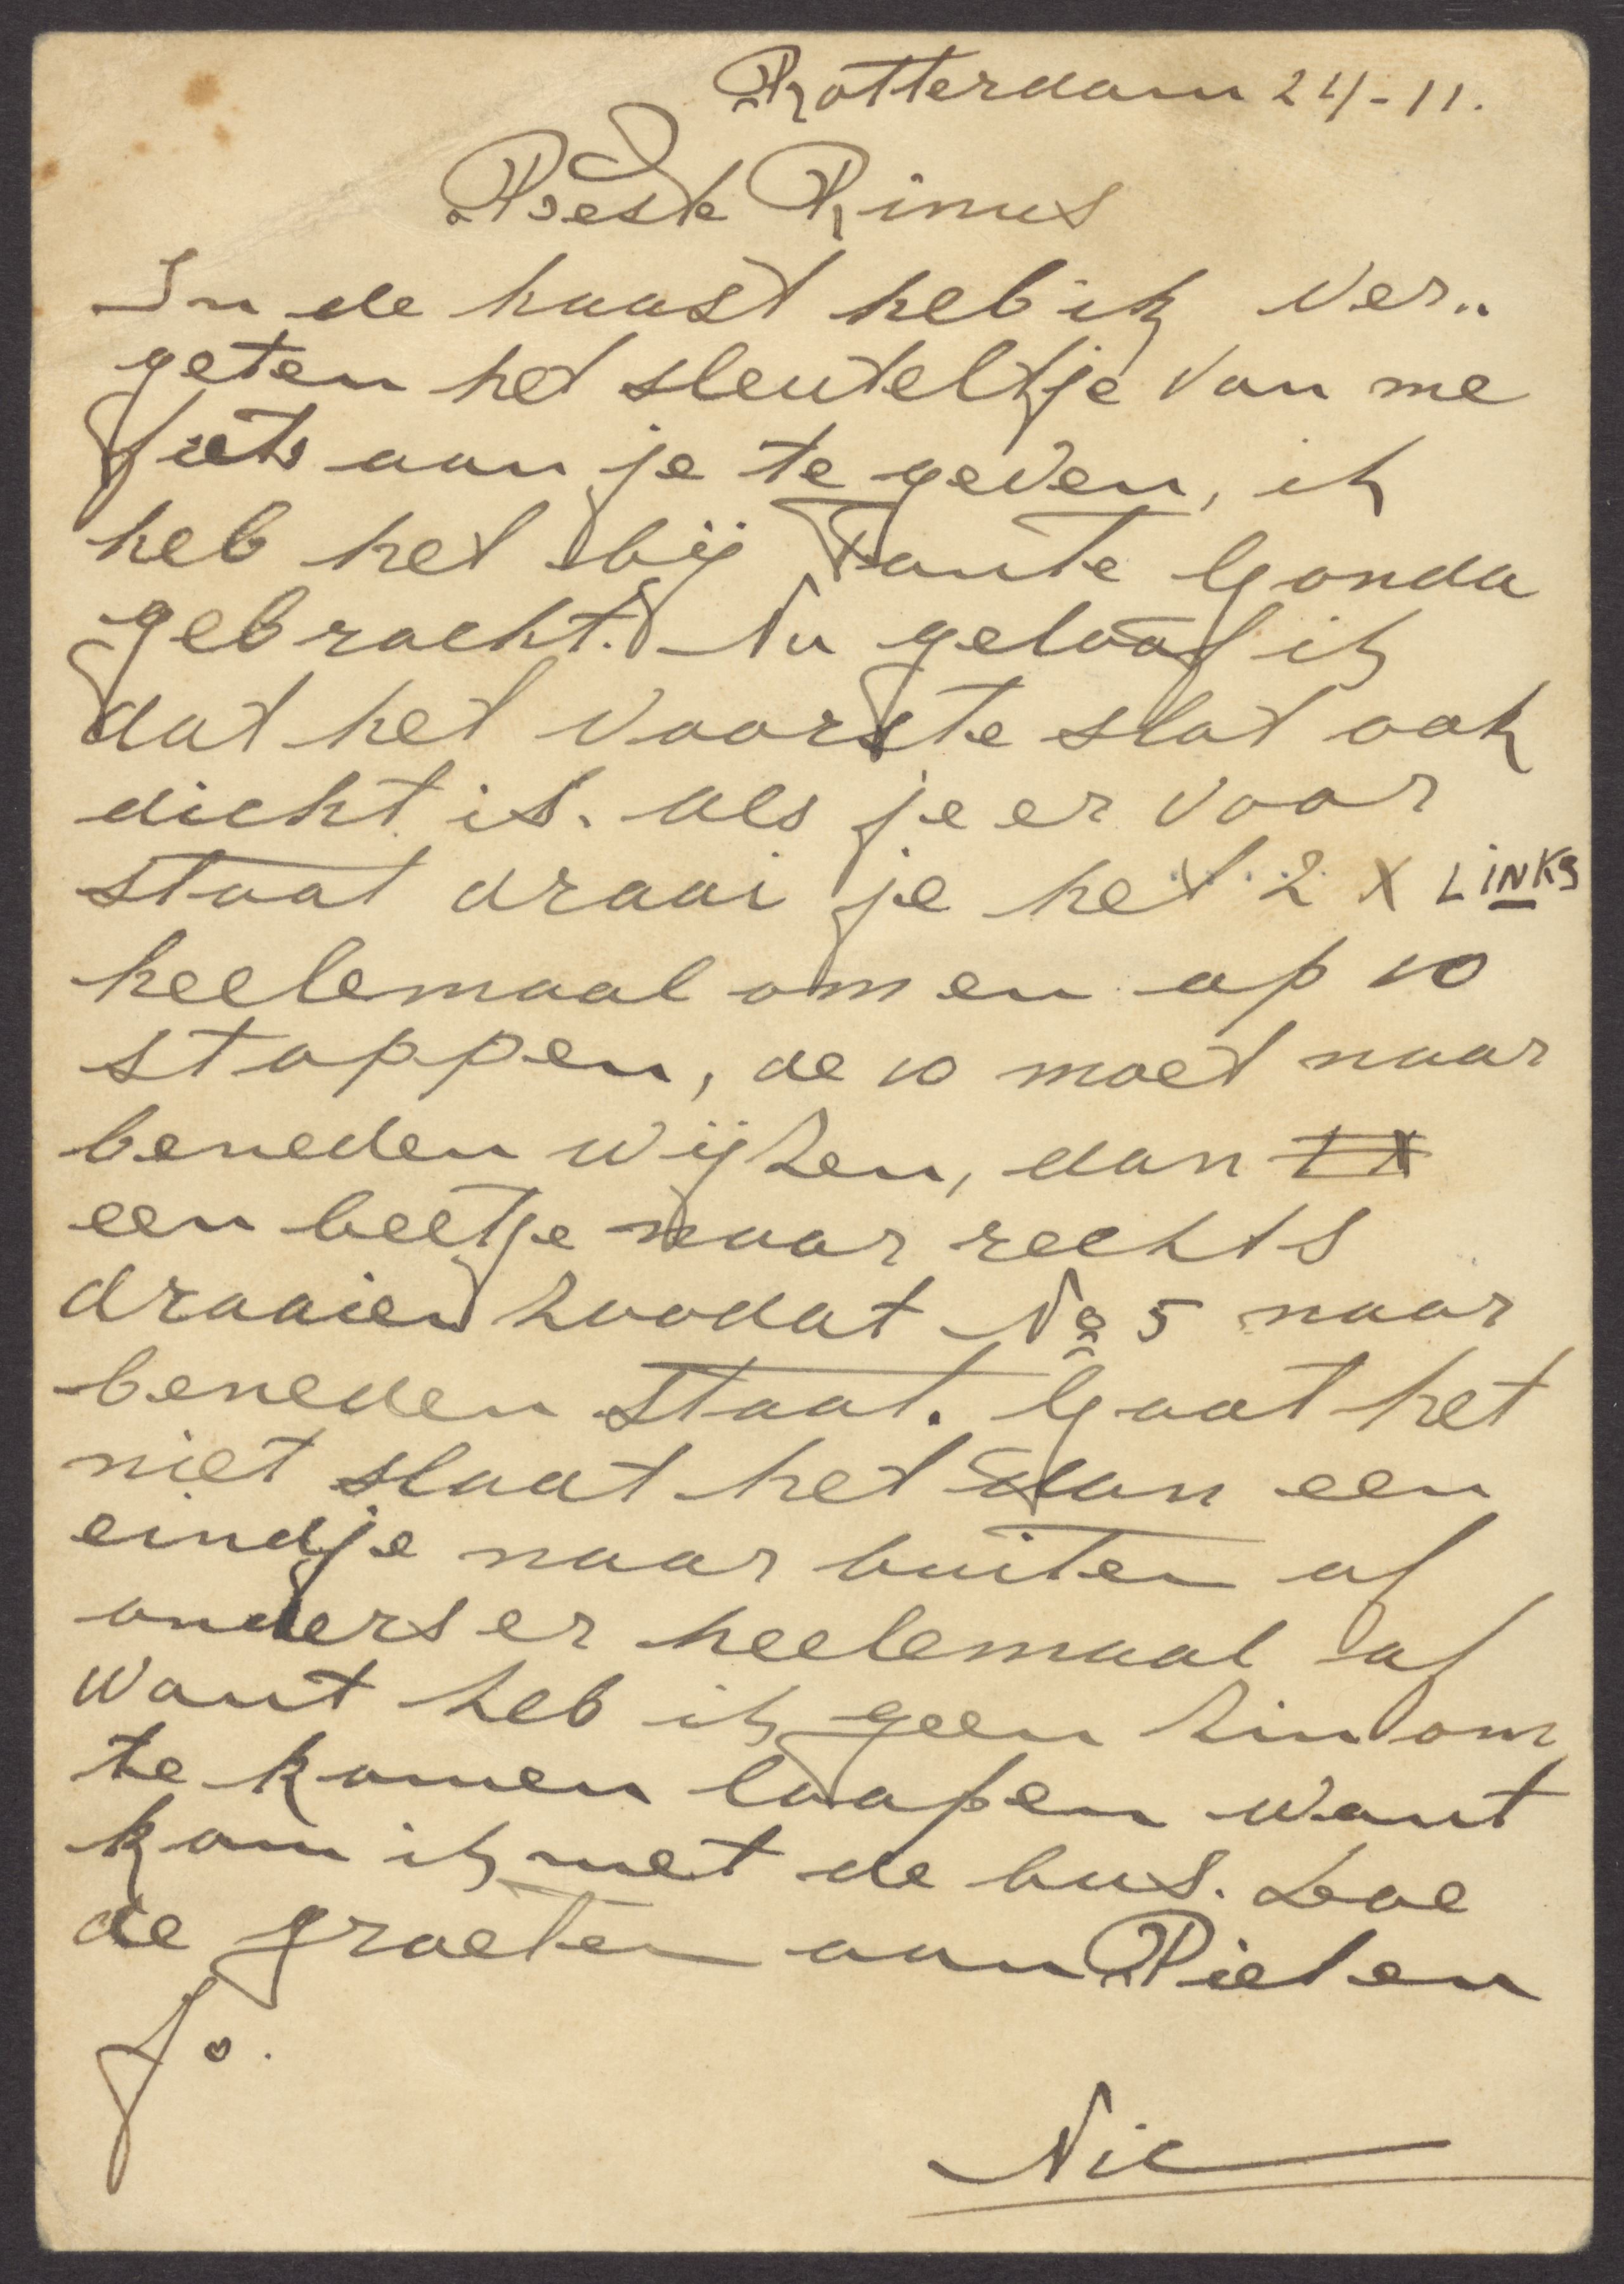 Rotterdam 24-11.
Beste Rinus
In de haast heb ik ver..
geten het sleuteltje van me
fiets aan je te geven, ik
heb het bij Tante Gonda
gebracht. Nu geloof ik
dat het voorste slot ook
dicht is. als je er voor
staat draai je het 2 X LINKS
heelemaal om en op 10
stoppen, de 10 moet naar
beneden wijzen, dan
een beetje naar rechts
draaien zoodat No 5 naar
beneden staat. Gaat het
niet slaat het dan een
eindje naar buiten of
anders er heelemaal af
want heb ik geen zin om
te komen loopen want
kom ik met de bus. Doe
de groeten aan Pieten
Jo.
Nic